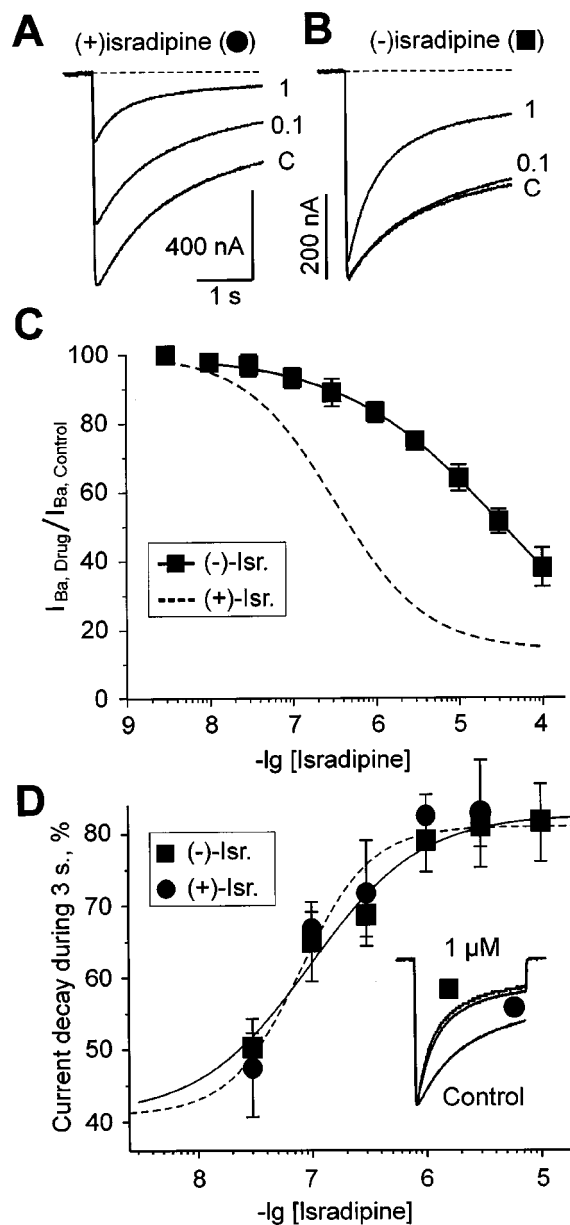 A
(+)isradipine (●)
B
(-)isradipine (■)
1
0.1
C
400 nA
1 s
1
0.1
C
200 nA
C
I Ba, Drug / I Ba, Control
100
80
60
40
20
0
(-)-Isr.
(+)-Isr.
9 8 7 6 5 4
-lg [Isradipine]
D
Current decay during 3 s., %
80
70
60
50
40
(-)-Isr.
(+)-Isr.
1 µM
Control
8 7 6 5
-lg [Isradipine]